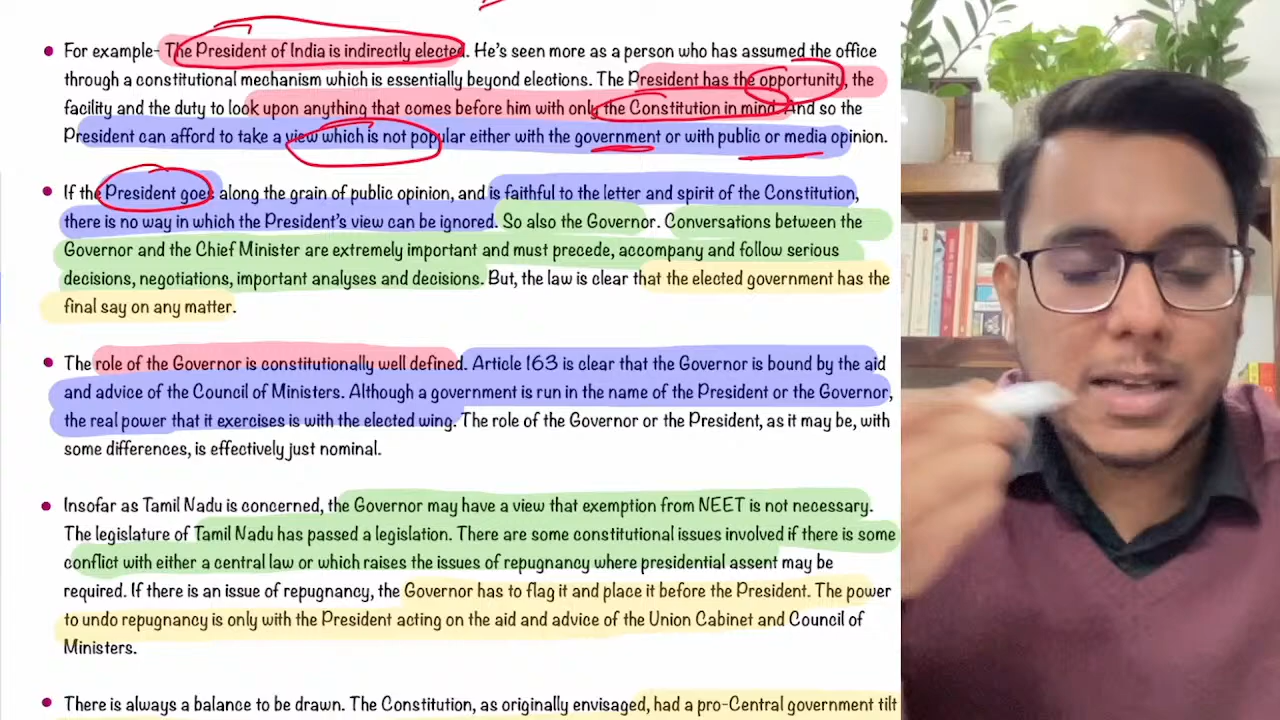 For example- The President of India is indirectly elected. He's seen more as a person who has assumed the office
through a constitutional mechanism which is essentially beyond elections. The President has the opportunity, the
facility and the duty to look upon anything that comes before him with only the Constitution in mind. And so the
President can afford to take a view which is not popular either with the government or with public or media opinion.
If the President goes along the grain of public opinion, and is faithful to the letter and spirit of the Constitution,
there is no way in which the President's view can be ignored. So also the Governor. Conversations between the
Governor and the Chief Minister are extremely important and must precede, accompany and follow serious
decisions, negotiations, important analyses and decisions. But, the law is clear that the elected government has the
final say on any matter.
The role of the Governor is constitutionally well defined. Article 163 is clear that the Governor is bound by the aid
and advice of the Council of Ministers. Although a government is run in the name of the President or the Governor,
the real power that it exercises is with the elected wing. The role of the Governor or the President, as it may be, with
some differences, is effectively just nominal.
Insofar as Tamil Nadu is concerned, the Governor may have a view that exemption from NEET is not necessary.
The legislature of Tamil Nadu has passed a legislation. There are some constitutional issues involved if there is some
conflict with either a central law or which raises the issues of repugnancy where presidential assent may be
required. If there is an issue of repugnancy, the Governor has to flag it and place it before the President. The power
to undo repugnancy is only with the President acting on the aid and advice of the Union Cabinet and Council of
Ministers.
There is always a balance to be drawn. The Constitution, as originally envisaged, had a pro-Central government tilt